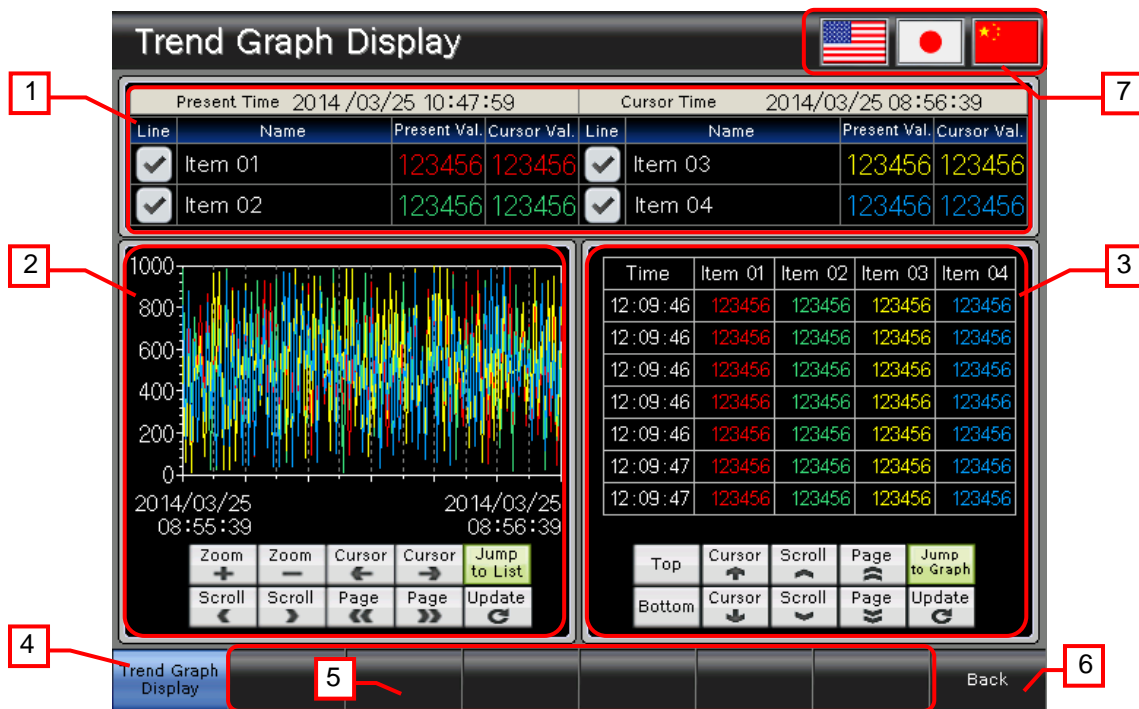 Trend Graph Display
7
1
Present Time 2014 /03/25 10:47:59 Cursor Time 2014/03/25 08:56:39
Line Name Present Val. Cursor Val. Line Name Present Val. Cursor Val.
Item 01 123456 123456 Item 03 123456 123456
Item 02 123456 123456 Item 04 123456 123456
2
1000
800
600
400
200
0
2014/03/25 2014/03/25
08:55:39 08:56:39
Zoom Zoom Cursor Cursor Jump to List
Scroll Scroll Page Page Update
3
Time Item 01 Item 02 Item 03 Item 04
12:09:46 123456 123456 123456 123456
12:09:46 123456 123456 123456 123456
12:09:46 123456 123456 123456 123456
12:09:46 123456 123456 123456 123456
12:09:46 123456 123456 123456 123456
12:09:47 123456 123456 123456 123456
12:09:47 123456 123456 123456 123456
Top Cursor Scroll Page Jump to Graph
Bottom Cursor Scroll Page Update
4
Trend Graph
Display
5
Back
6